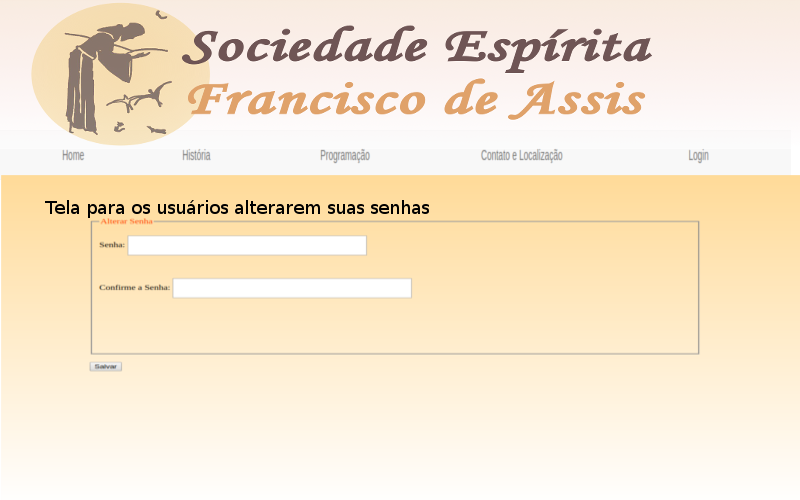 Sociedade Espírita
Francisco de Assis
Home História Programação Contato e Localização Login
Tela para os usuários alterarem suas senhas
Alterar Senha
Senha:
Confirme a Senha:
Salvar